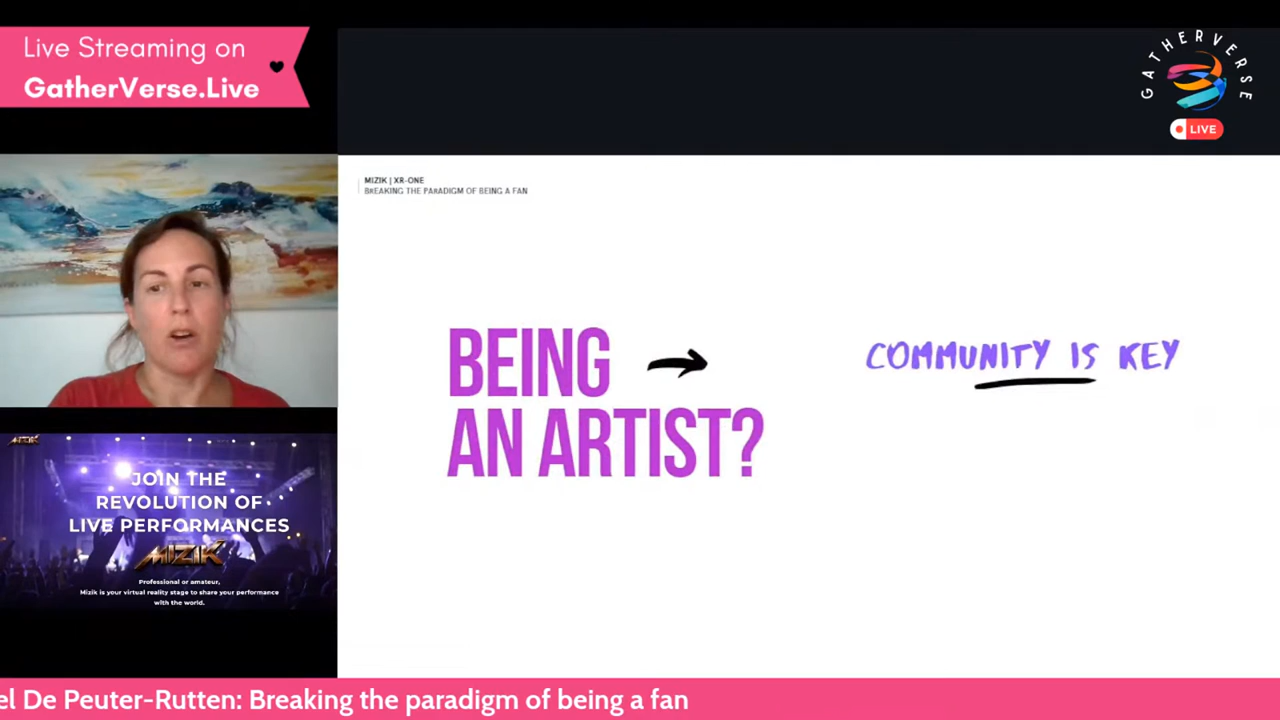 Live Streaming on
GatherVerse.Live
GATHERVERSE
LIVE
MIZIK | XR-ONE
BREAKING THE PARADIGM OF BEING A FAN
BEING
AN ARTIST?
COMMUNITY IS KEY
MIZIK
JOIN THE
REVOLUTION OF
LIVE PERFORMANCES
MIZIK
Professional or amateur,
Mizik is your virtual reality stage to share your performance
with the world.
el De Peuter-Rutten: Breaking the paradigm of being a fan